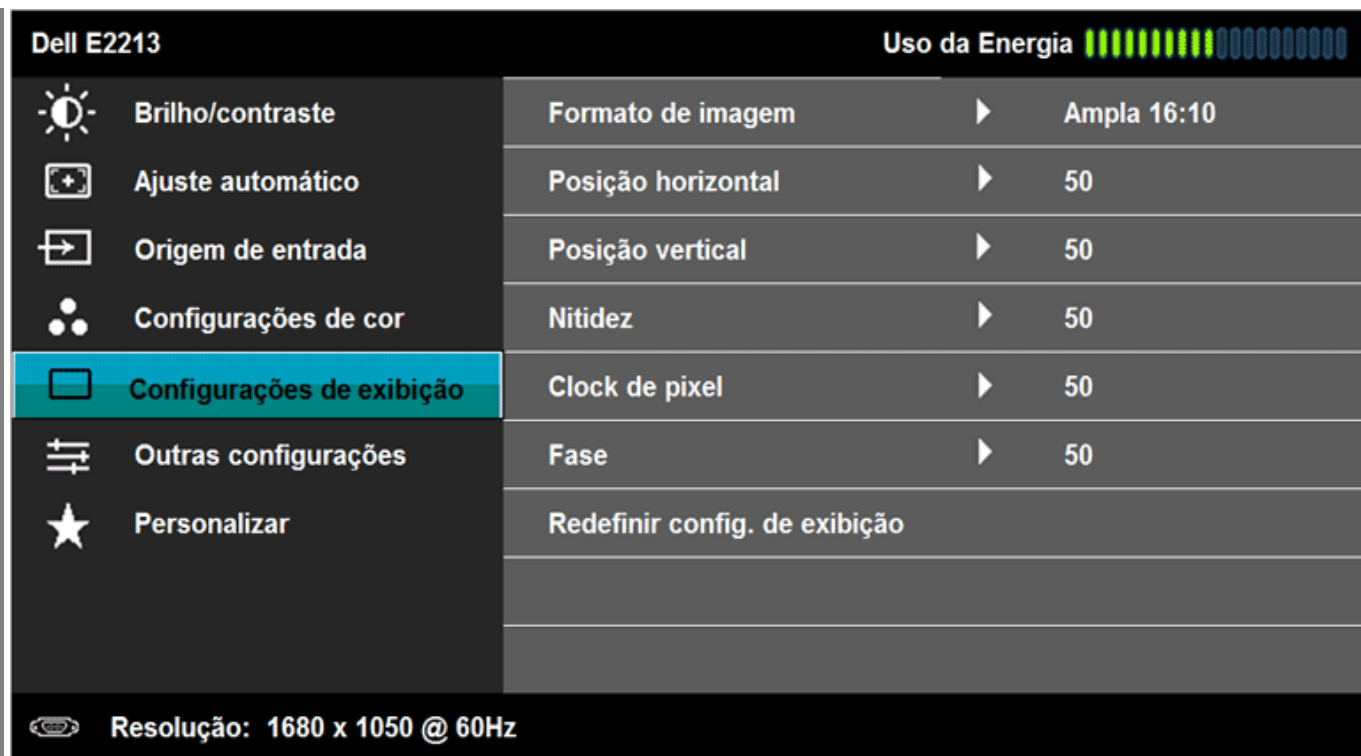 Dell E2213 Uso da Energia
Brilho/contraste Formato de imagem Ampla 16:10
Ajuste automático Posição horizontal 50
Origem de entrada Posição vertical 50
Configurações de cor Nitidez 50
Configurações de exibição Clock de pixel 50
Outras configurações Fase 50
Personalizar Redefinir config. de exibição
Resolução: 1680 x 1050 @ 60Hz